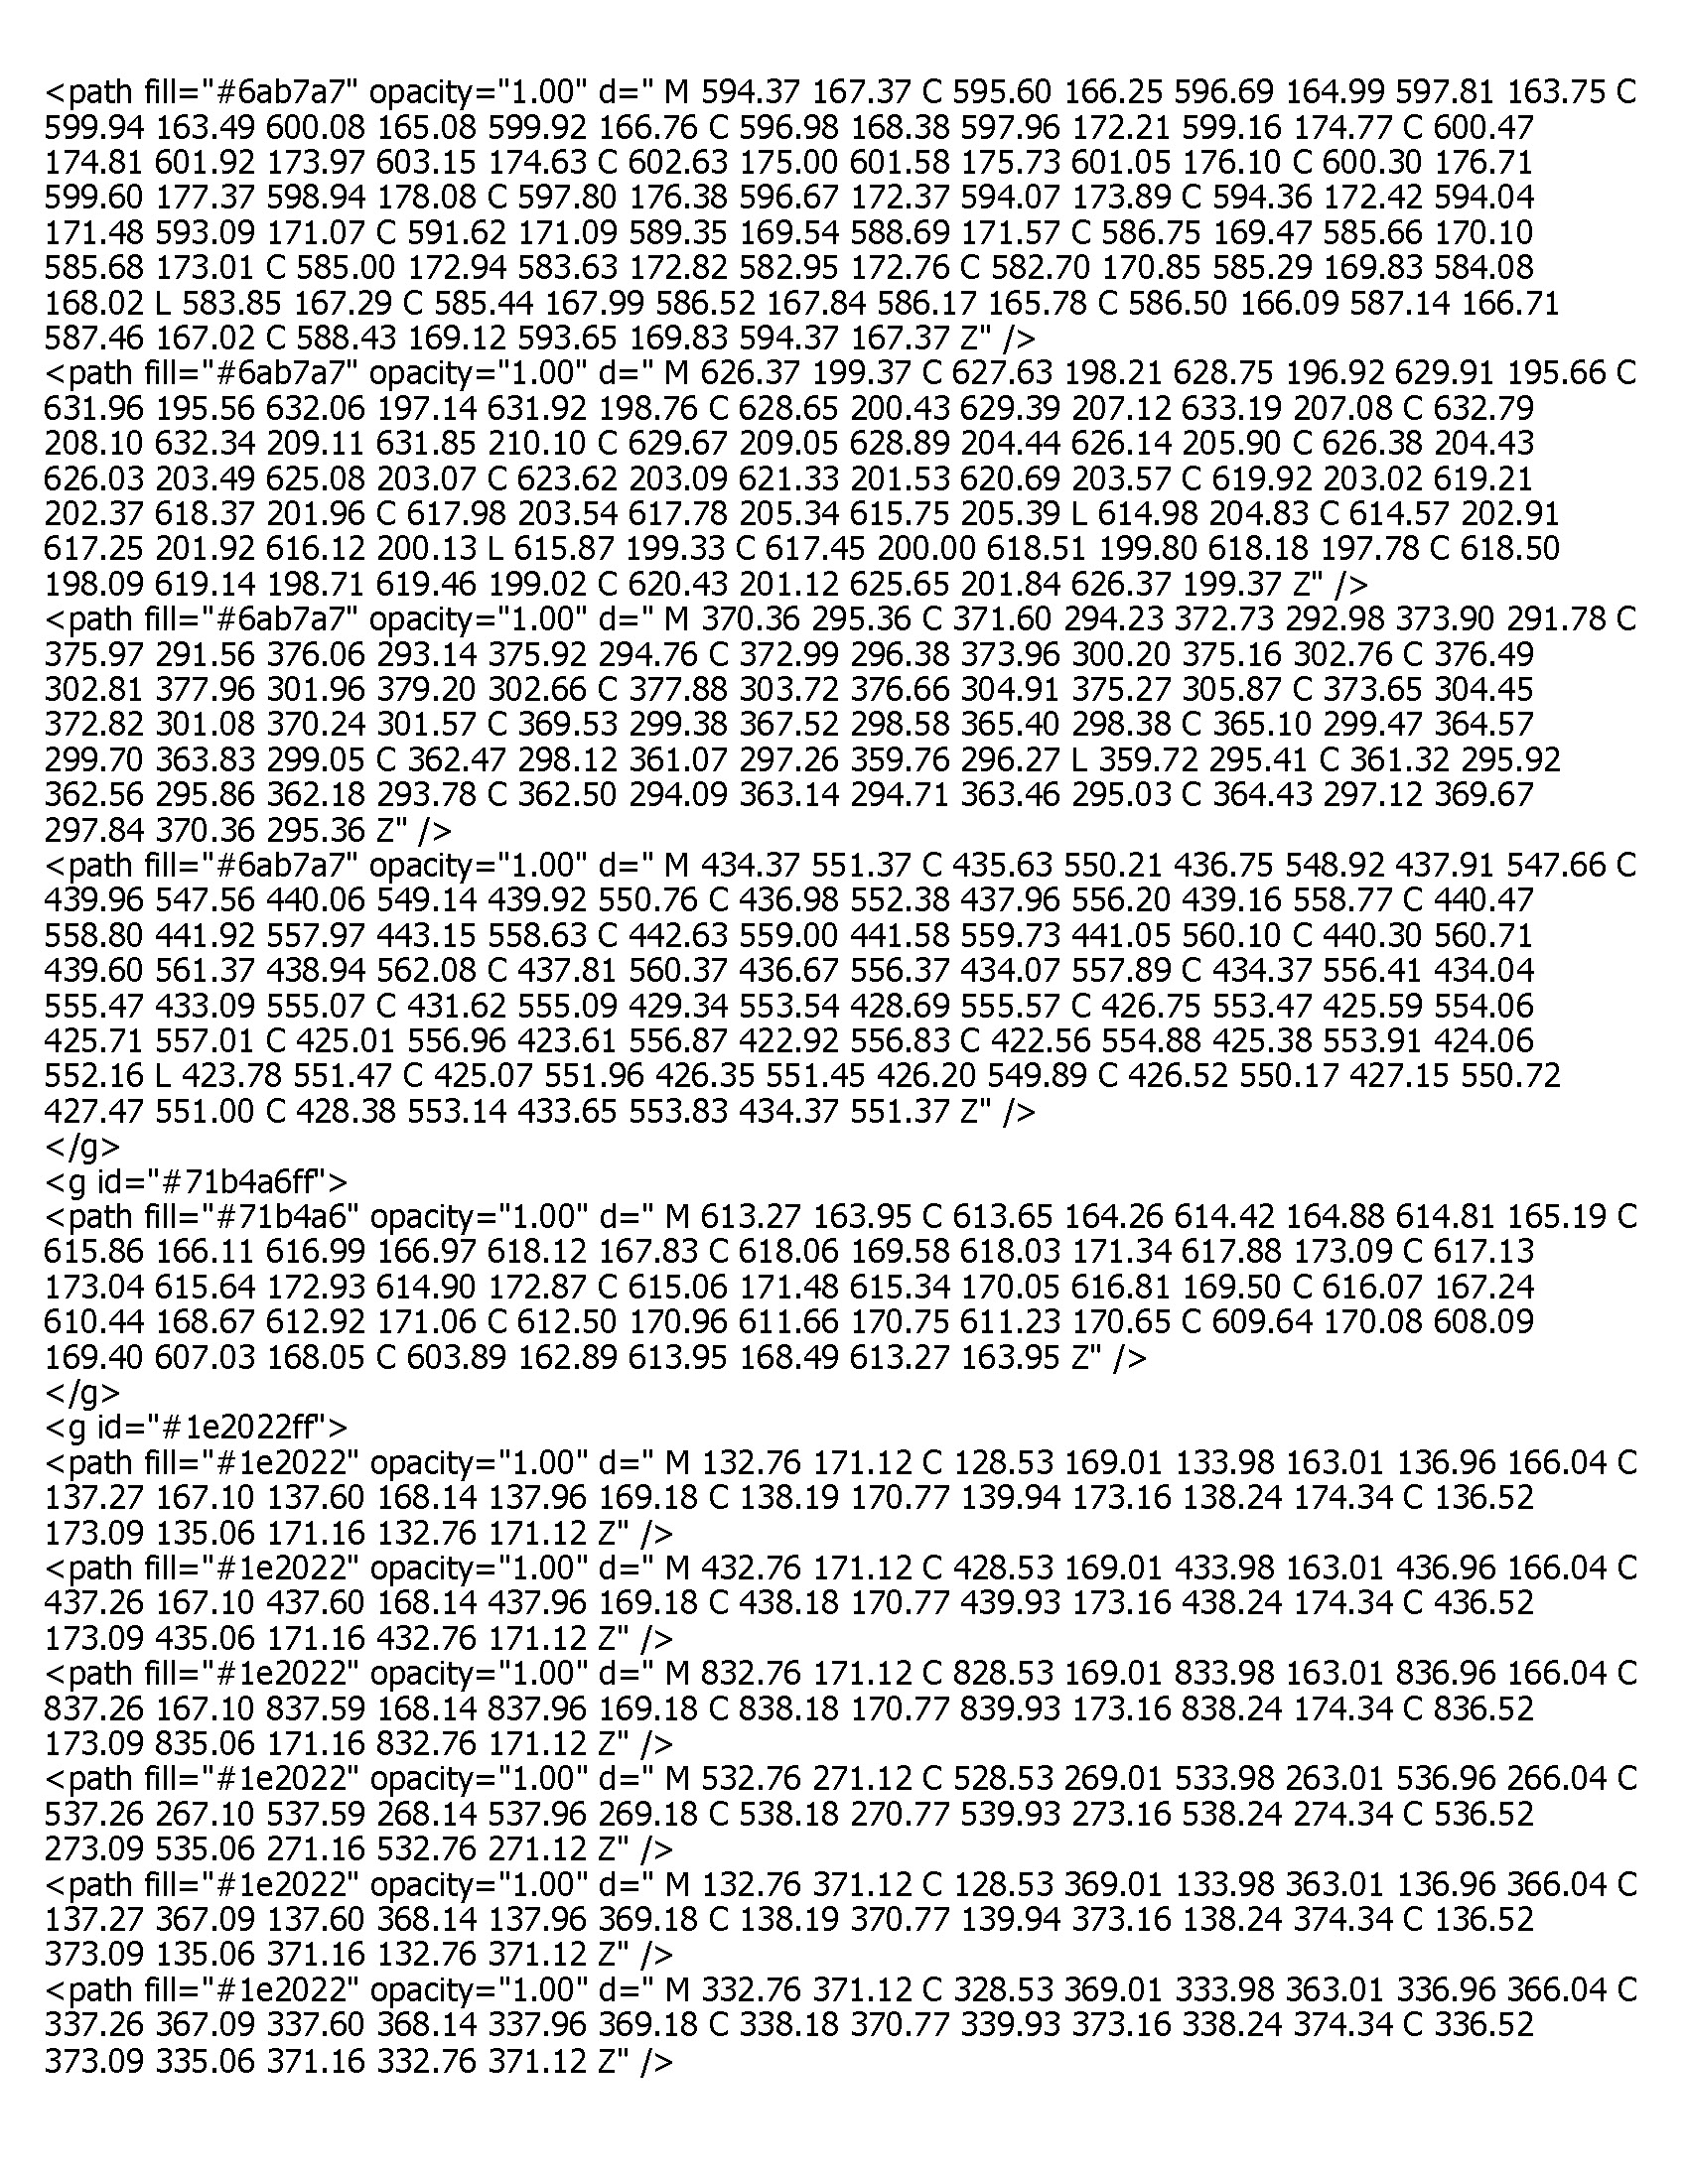 <path fill="#6ab7a7" opacity="1.00" d=" M 594.37 167.37 C 595.60 166.25 596.69 164.99 597.81 163.75 C
599.94 163.49 600.08 165.08 599.92 166.76 C 596.98 168.38 597.96 172.21 599.16 174.77 C 600.47
174.81 601.92 173.97 603.15 174.63 C 602.63 175.00 601.58 175.73 601.05 176.10 C 600.30 176.71
599.60 177.37 598.94 178.08 C 597.80 176.38 596.67 172.37 594.07 173.89 C 594.36 172.42 594.04
171.48 593.09 171.07 C 591.62 171.09 589.35 169.54 588.69 171.57 C 586.75 169.47 585.66 170.10
585.68 173.01 C 585.00 172.94 583.63 172.82 582.95 172.76 C 582.70 170.85 585.29 169.83 584.08
168.02 L 583.85 167.29 C 585.44 167.99 586.52 167.84 586.17 165.78 C 586.50 166.09 587.14 166.71
587.46 167.02 C 588.43 169.12 593.65 169.83 594.37 167.37 Z" />
<path fill="#6ab7a7" opacity="1.00" d=" M 626.37 199.37 C 627.63 198.21 628.75 196.92 629.91 195.66 C
631.96 195.56 632.06 197.14 631.92 198.76 C 628.65 200.43 629.39 207.12 633.19 207.08 C 632.79
208.10 632.34 209.11 631.85 210.10 C 629.67 209.05 628.89 204.44 626.14 205.90 C 626.38 204.43
626.03 203.49 625.08 203.07 C 623.62 203.09 621.33 201.53 620.69 203.57 C 619.92 203.02 619.21
202.37 618.37 201.96 C 617.98 203.54 617.78 205.34 615.75 205.39 L 614.98 204.83 C 614.57 202.91
617.25 201.92 616.12 200.13 L 615.87 199.33 C 617.45 200.00 618.51 199.80 618.18 197.78 C 618.50
198.09 619.14 198.71 619.46 199.02 C 620.43 201.12 625.65 201.84 626.37 199.37 Z" />
<path fill="#6ab7a7" opacity="1.00" d=" M 370.36 295.36 C 371.60 294.23 372.73 292.98 373.90 291.78 C
375.97 291.56 376.06 293.14 375.92 294.76 C 372.99 296.38 373.96 300.20 375.16 302.76 C 376.49
302.81 377.96 301.96 379.20 302.66 C 377.88 303.72 376.66 304.91 375.27 305.87 C 373.65 304.45
372.82 301.08 370.24 301.57 C 369.53 299.38 367.52 298.58 365.40 298.38 C 365.10 299.47 364.57
299.70 363.83 299.05 C 362.47 298.12 361.07 297.26 359.76 296.27 L 359.72 295.41 C 361.32 295.92
362.56 295.86 362.18 293.78 C 362.50 294.09 363.14 294.71 363.46 295.03 C 364.43 297.12 369.67
297.84 370.36 295.36 Z" />
<path fill="#6ab7a7" opacity="1.00" d=" M 434.37 551.37 C 435.63 550.21 436.75 548.92 437.91 547.66 C
439.96 547.56 440.06 549.14 439.92 550.76 C 436.98 552.38 437.96 556.20 439.16 558.77 C 440.47
558.80 441.92 557.97 443.15 558.63 C 442.63 559.00 441.58 559.73 441.05 560.10 C 440.30 560.71
439.60 561.37 438.94 562.08 C 437.81 560.37 436.67 556.37 434.07 557.89 C 434.37 556.41 434.04
555.47 433.09 555.07 C 431.62 555.09 429.34 553.54 428.69 555.57 C 426.75 553.47 425.59 554.06
425.71 557.01 C 425.01 556.96 423.61 556.87 422.92 556.83 C 422.56 554.88 425.38 553.91 424.06
552.16 L 423.78 551.47 C 425.07 551.96 426.35 551.45 426.20 549.89 C 426.52 550.17 427.15 550.72
427.47 551.00 C 428.38 553.14 433.65 553.83 434.37 551.37 Z" />
</g>
<g id="#71b4a6ff">
<path fill="#71b4a6" opacity="1.00" d=" M 613.27 163.95 C 613.65 164.26 614.42 164.88 614.81 165.19 C
615.86 166.11 616.99 166.97 618.12 167.83 C 618.06 169.58 618.03 171.34 617.88 173.09 C 617.13
173.04 615.64 172.93 614.90 172.87 C 615.06 171.48 615.34 170.05 616.81 169.50 C 616.07 167.24
610.44 168.67 612.92 171.06 C 612.50 170.96 611.66 170.75 611.23 170.65 C 609.64 170.08 608.09
169.40 607.03 168.05 C 603.89 162.89 613.95 168.49 613.27 163.95 Z" />
</g>
<g id="#1e2022ff">
<path fill="#1e2022" opacity="1.00" d=" M 132.76 171.12 C 128.53 169.01 133.98 163.01 136.96 166.04 C
137.27 167.10 137.60 168.14 137.96 169.18 C 138.19 170.77 139.94 173.16 138.24 174.34 C 136.52
173.09 135.06 171.16 132.76 171.12 Z" />
<path fill="#1e2022" opacity="1.00" d=" M 432.76 171.12 C 428.53 169.01 433.98 163.01 436.96 166.04 C
437.26 167.10 437.60 168.14 437.96 169.18 C 438.18 170.77 439.93 173.16 438.24 174.34 C 436.52
173.09 435.06 171.16 432.76 171.12 Z" />
<path fill="#1e2022" opacity="1.00" d=" M 832.76 171.12 C 828.53 169.01 833.98 163.01 836.96 166.04 C
837.26 167.10 837.59 168.14 837.96 169.18 C 838.18 170.77 839.93 173.16 838.24 174.34 C 836.52
173.09 835.06 171.16 832.76 171.12 Z" />
<path fill="#1e2022" opacity="1.00" d=" M 532.76 271.12 C 528.53 269.01 533.98 263.01 536.96 266.04 C
537.26 267.10 537.59 268.14 537.96 269.18 C 538.18 270.77 539.93 273.16 538.24 274.34 C 536.52
273.09 535.06 271.16 532.76 271.12 Z" />
<path fill="#1e2022" opacity="1.00" d=" M 132.76 371.12 C 128.53 369.01 133.98 363.01 136.96 366.04 C
137.27 367.09 137.60 368.14 137.96 369.18 C 138.19 370.77 139.94 373.16 138.24 374.34 C 136.52
373.09 135.06 371.16 132.76 371.12 Z" />
<path fill="#1e2022" opacity="1.00" d=" M 332.76 371.12 C 328.53 369.01 333.98 363.01 336.96 366.04 C
337.26 367.09 337.60 368.14 337.96 369.18 C 338.18 370.77 339.93 373.16 338.24 374.34 C 336.52
373.09 335.06 371.16 332.76 371.12 Z" />